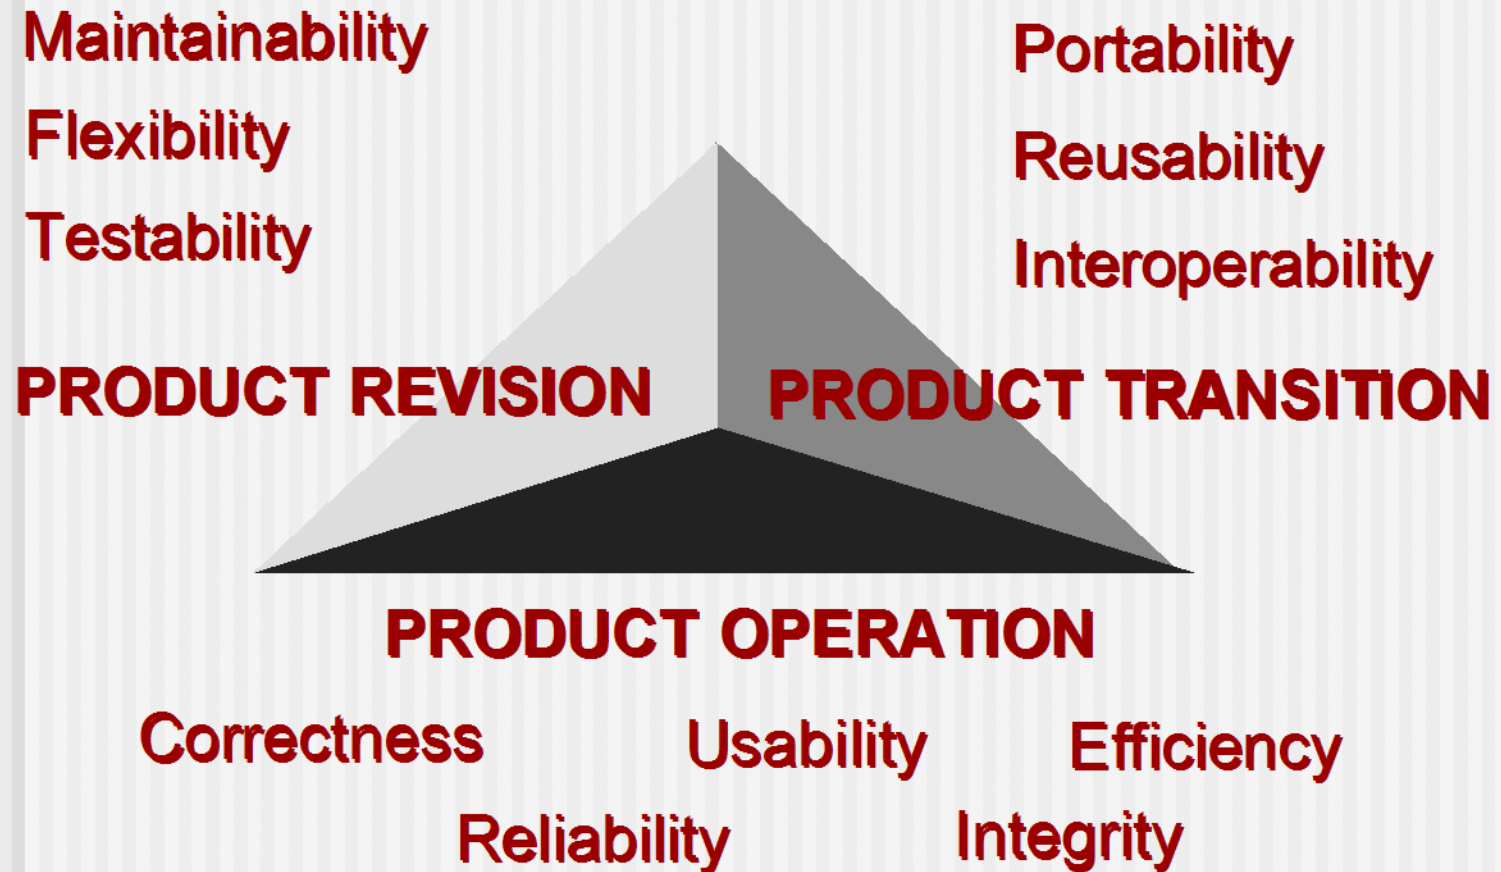 Maintainability
Flexibility
Testability
PRODUCT REVISION
Portability
Reusability
Interoperability
PRODUCT TRANSITION
PRODUCT OPERATION
Correctness
Usability
Efficiency
Reliability
Integrity